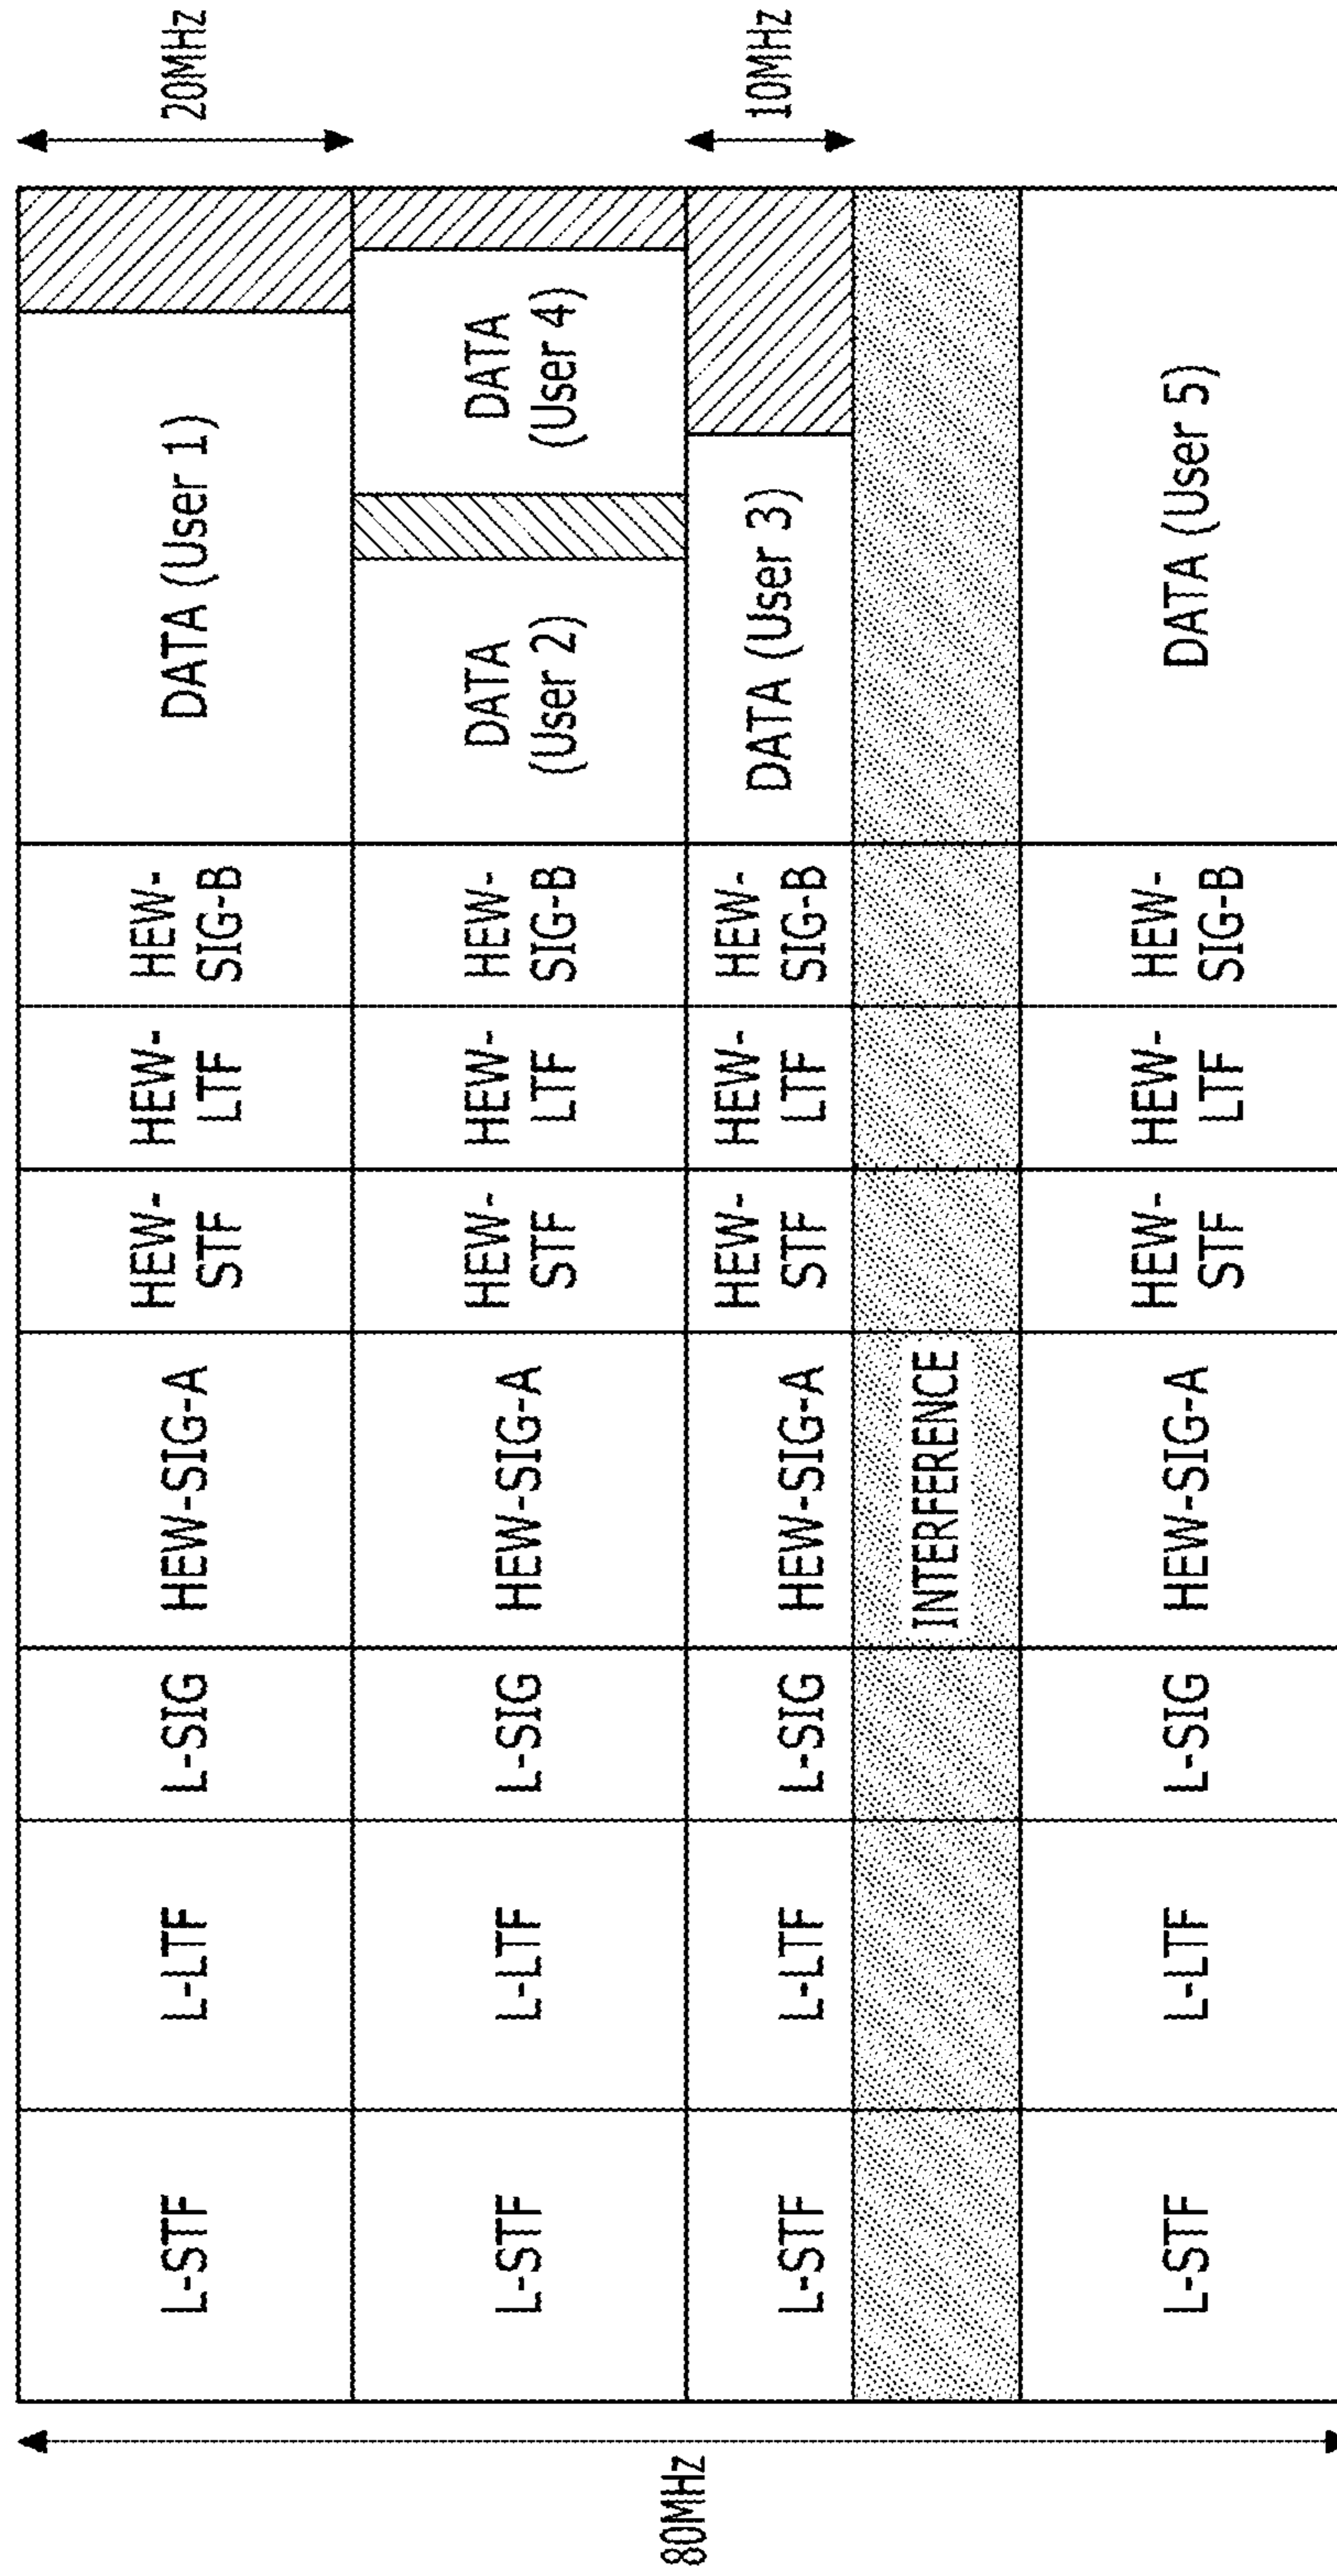 80MHz
L-STF
L-LTF
L-SIG
HEW-SIG-A
HEW-
STF
HEW-
LTF
HEW-
SIG-B
DATA (User 1)
20MHz
L-STF
L-LTF
L-SIG
HEW-SIG-A
HEW-
STF
HEW-
LTF
HEW-
SIG-B
DATA
(User 2)
DATA
(User 4)
L-STF
L-LTF
L-SIG
HEW-SIG-A
HEW-
STF
HEW-
LTF
HEW-
SIG-B
DATA (User 3)
10MHz
INTERFERENCE
L-STF
L-LTF
L-SIG
HEW-SIG-A
HEW-
STF
HEW-
LTF
HEW-
SIG-B
DATA (User 5)